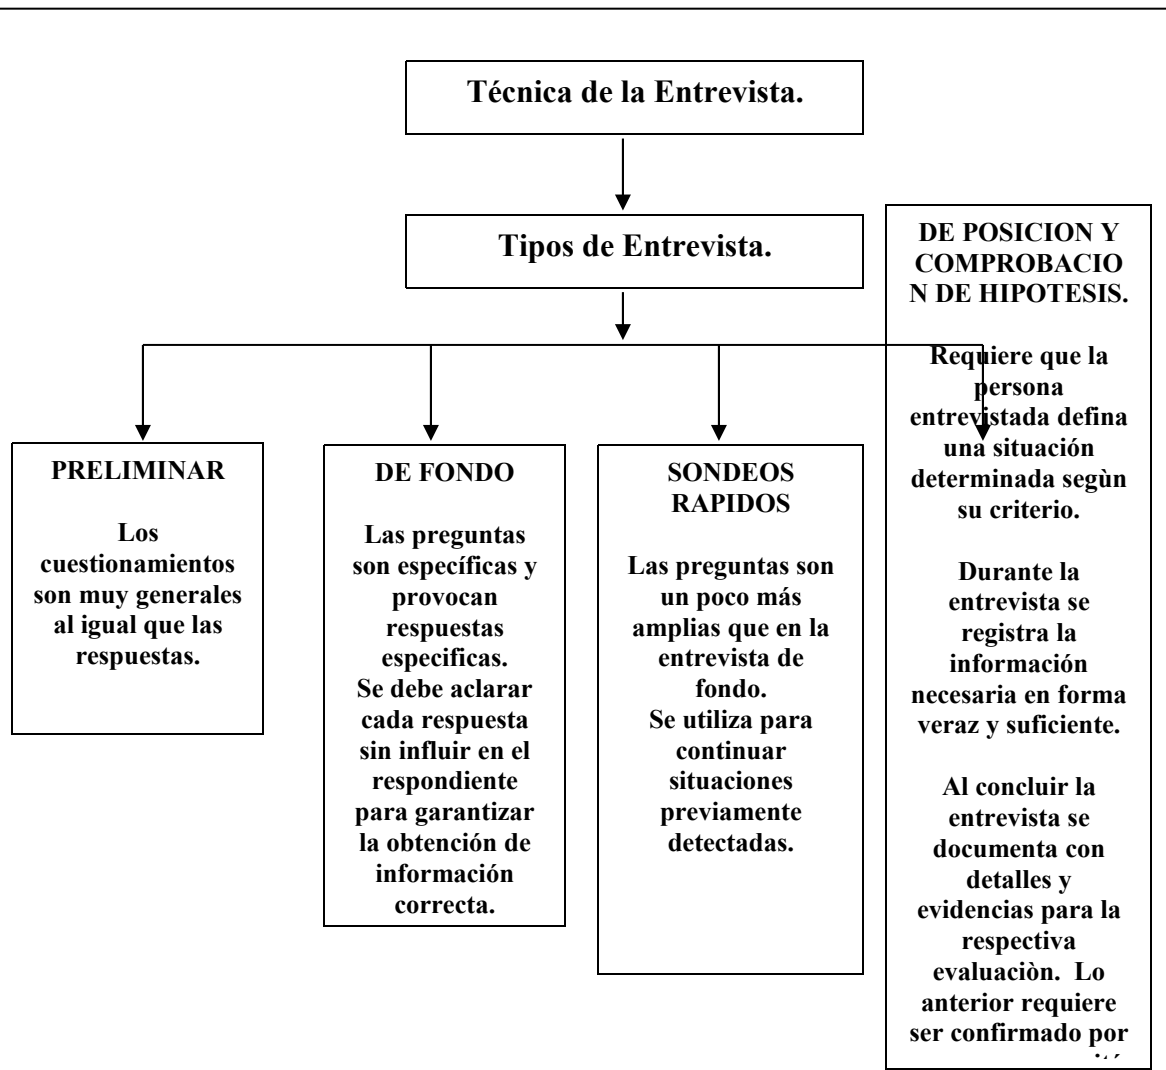 Técnica de la Entrevista.
Tipos de Entrevista.
PRELIMINAR
Los
cuestionamientos
son muy generales
al igual que las
respuestas.
DE FONDO
Las preguntas
son específicas y
provocan
respuestas
especificas.
Se debe aclarar
cada respuesta
sin influir en el
respondiente
para garantizar
la obtención de
información
correcta.
SONDEOS
RAPIDOS
Las preguntas son
un poco más
amplias que en la
entrevista de
fondo.
Se utiliza para
continuar
situaciones
previamente
detectadas.
DE POSICION Y
COMPROBACIO
N DE HIPOTESIS.
Requiere que la
persona
entrevistada defina
una situación
determinada segùn
su criterio.
Durante la
entrevista se
registra la
información
necesaria en forma
veraz y suficiente.
Al concluir la
entrevista se
documenta con
detalles y
evidencias para la
respectiva
evaluaciòn.  Lo
anterior requiere
ser confirmado por